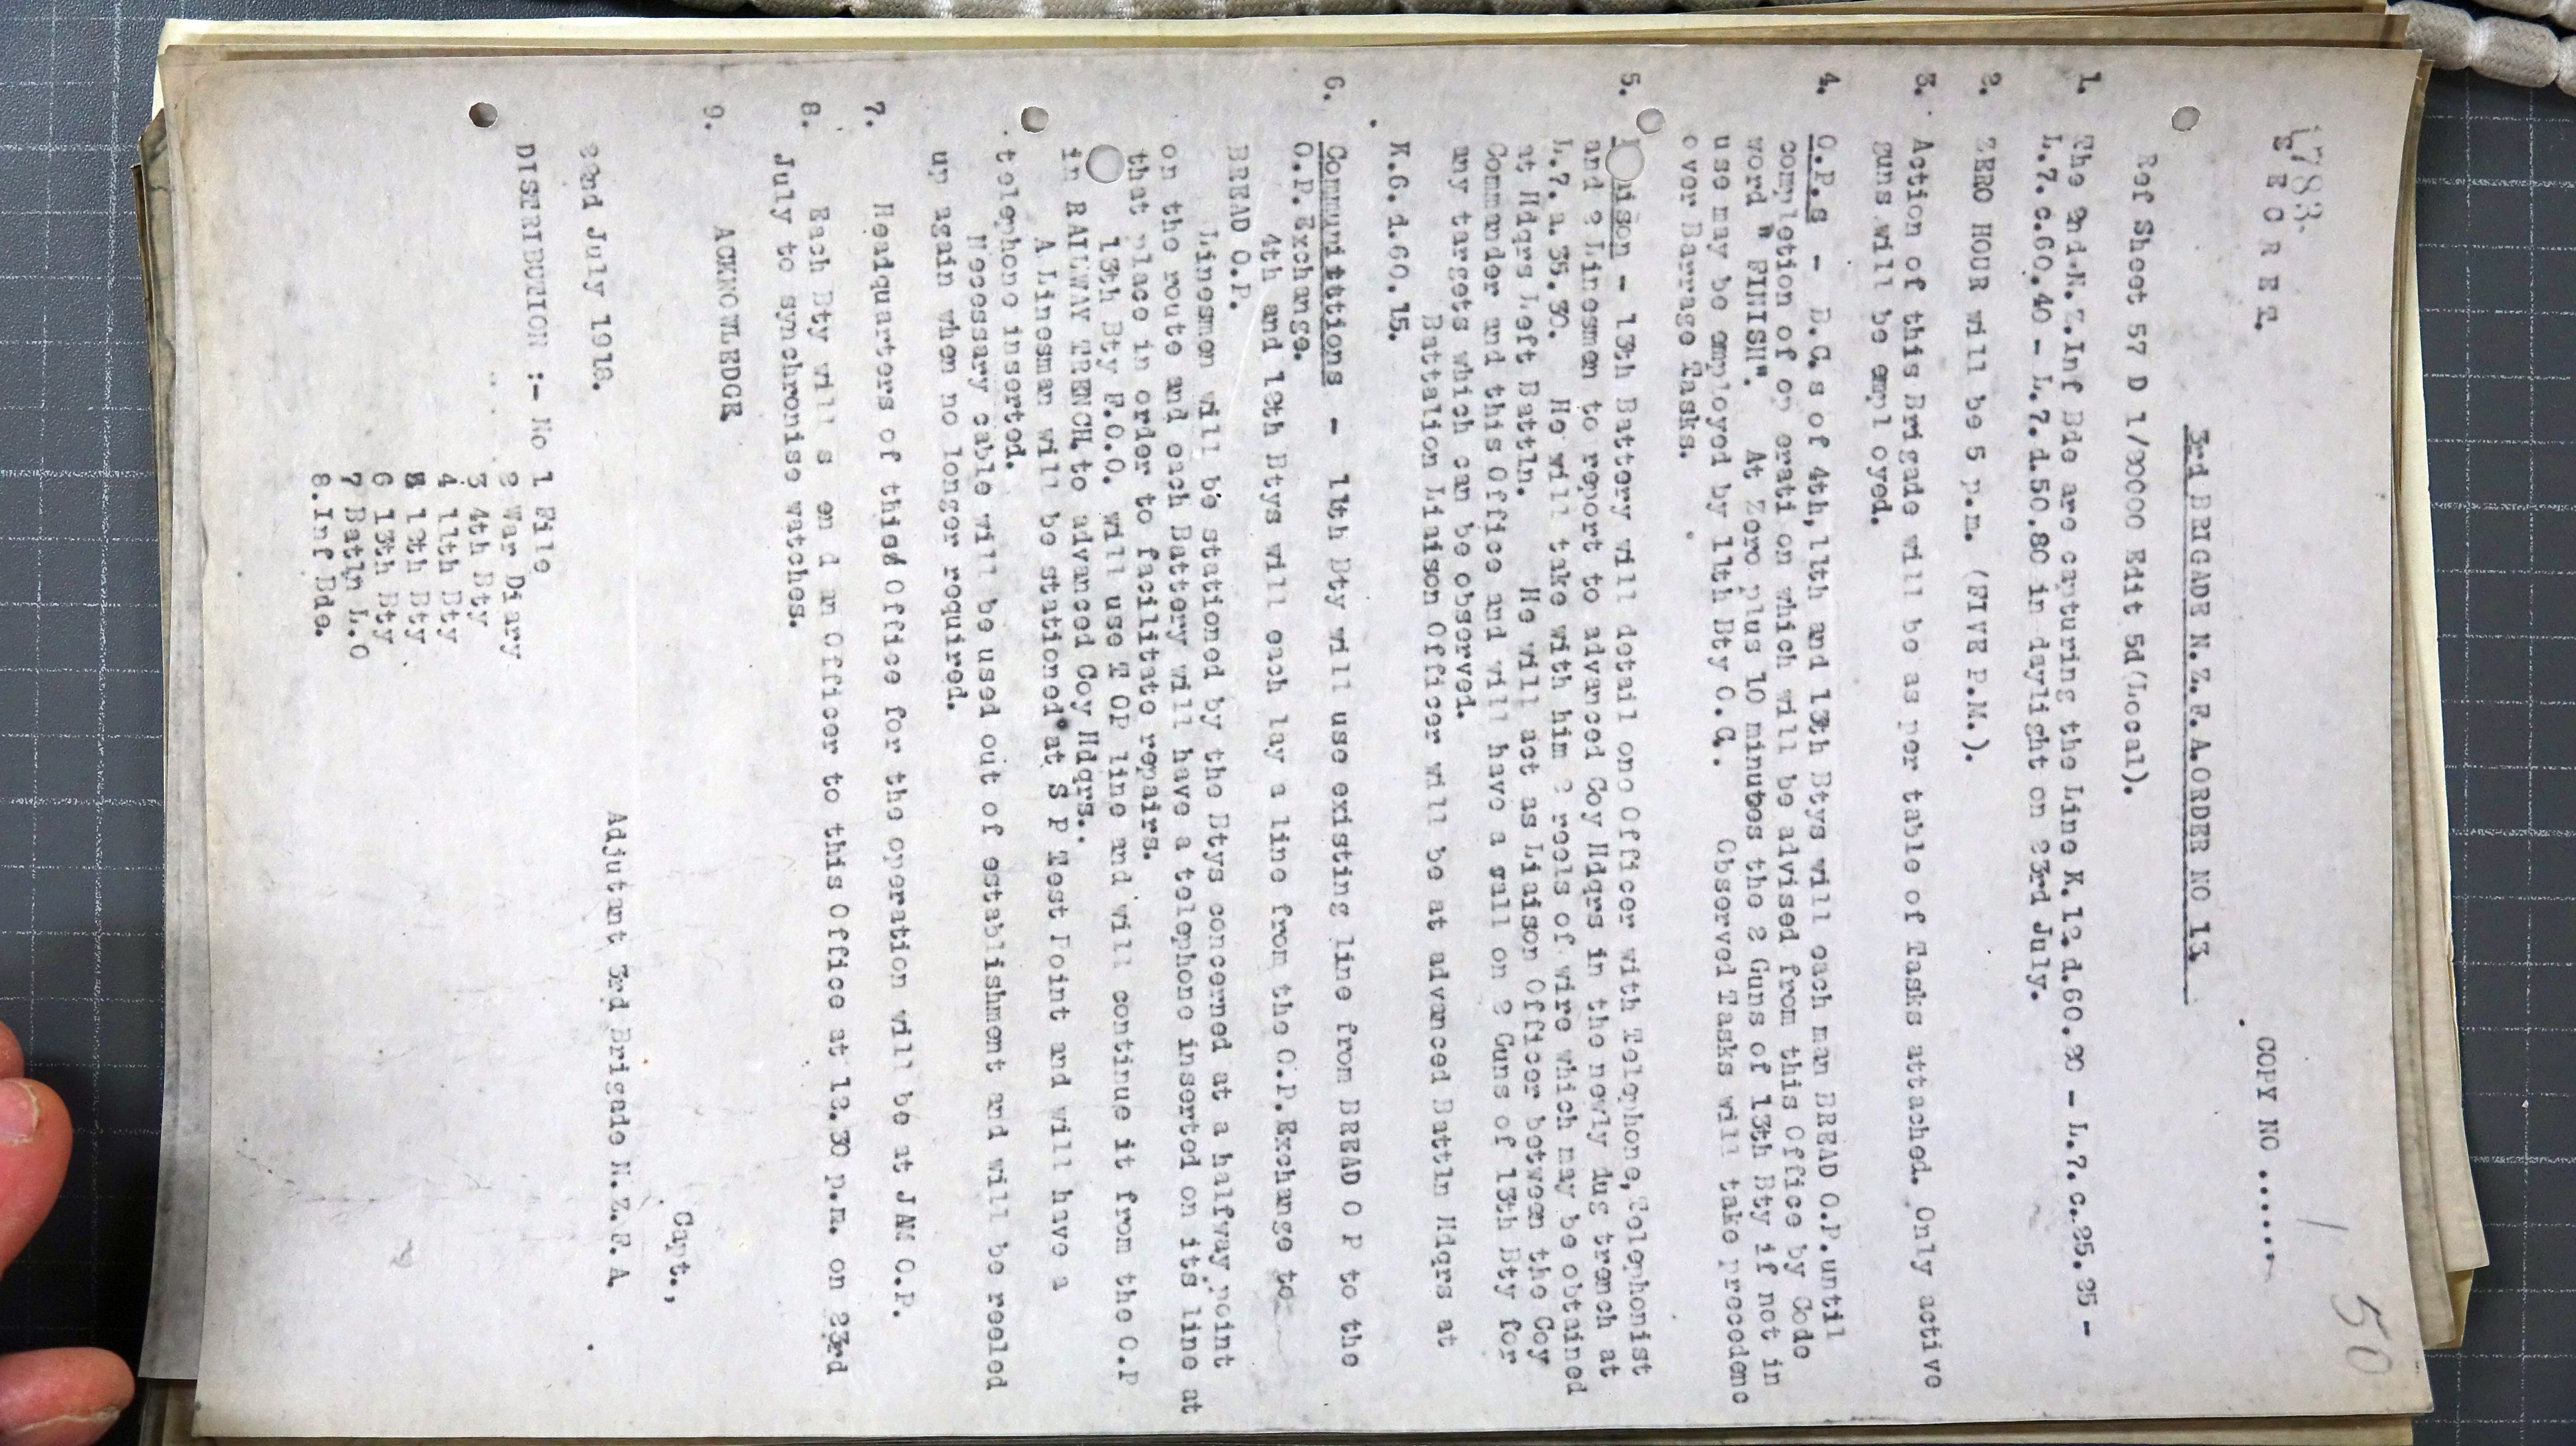 50
1783.
S E C R E T.
COPY NO ....... 1
3rd BRIGADE N.Z.F.A.ORDER NO 13.
Ref Sheet 57 D 1/20000 Edit 5d(Local).
1. The 2nd.N.Z.Inf Bde are capturing the Line K.12.d.60.20 - L.7.c.25.25 -
L.7.c.60.40 - L.7.d.50.80 in daylight on 23rd July.
2. ZERO HOUR will be 5 p.m. (FIVE P.M.).
3. Action of this Brigade will be as per table of Tasks attached. Only active
guns will be empl oyed.
4. O.P.s - B.C.s of 4th,11th and 13th Btys will each man BREAD O.P.until
completion of op erati on which will be advised from this Office by Code
word " FINISH". At Zero plus 10 minutes the 2 Guns of 13th Bty if not in
use may be employed by 11th Bty O.C. Observed Tasks will take precedenc
over Barrage Tasks.
5. aison - 13th Battery will detail one Officer with Telephone,Telephonist
and 2 Linesmen to report to advanced Coy Hdqrs in the newly dug trench at
L.7.a.35.30. He will take with him 2 reels of wire which may be obtained
at Hdqrs Left Battln. He will act as Liaison Officer between the Coy
Commander and this Office and will have a call on 2 Guns of 13th Bty for
any targets which can be observed.
Battalion Liaison Officer will be at advanced Battln Hdqrs at
K.6.d.60.15.
6. Communittions - 11th Bty will use existing line from BREAD O P to the
O.P.Exchange.
4th and 12th Btys will each lay a line from the O.P.Exchange to
BREAD O.P.
Linesmen will be stationed by the Btys concerned at a halfway point
on the route and each Battery will have a telephone inserted on its line at
that place in order to facilitate repairs.
13th Bty F.O.O. will use T OP line and will continue it from the O.P
in RAILWAY TRENCH to advanced Coy Hdqrs..
A Linesman will be stationed at S P Test Point and will have a
telephone inserted.
Necessary cable will be used out of establishment and will be reeled
up again when no longer required.
7. Headquarters of this Office for the operation will be at JAM O.P.
8. Each Bty will s en d an Officer to this Office at 12.30 p.m. on 23rd
July to synchronise watches.
9. ACKNOWLEDGE
Capt.,
Adjutant 3rd Brigade N.Z.F.A.
22nd July 1918.
DISTRIBUTION :- No 1 File
2 War Diary
3 4th Bty
4 11th Bty
5 12th Bty
6 13th Bty
7 Batln L.O
8.Inf Bde.